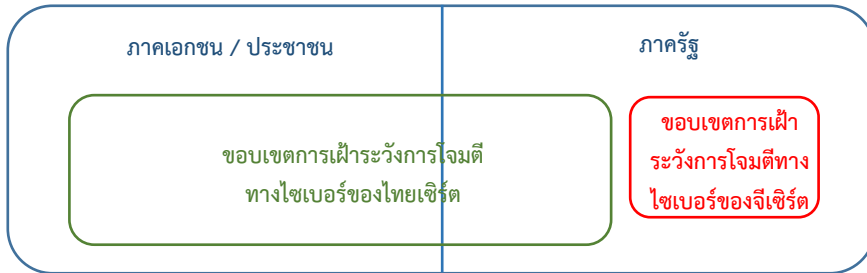 ภาคเอกชน / ประชาชน
ภาครัฐ
ขอบเขตการเฝ้าระวังการโจมตี
ทางไซเบอร์ของไทยเซิร์ต
ขอบเขตการเฝ้า
ระวังการโจมตีทาง
ไซเบอร์ของจีเซิร์ต